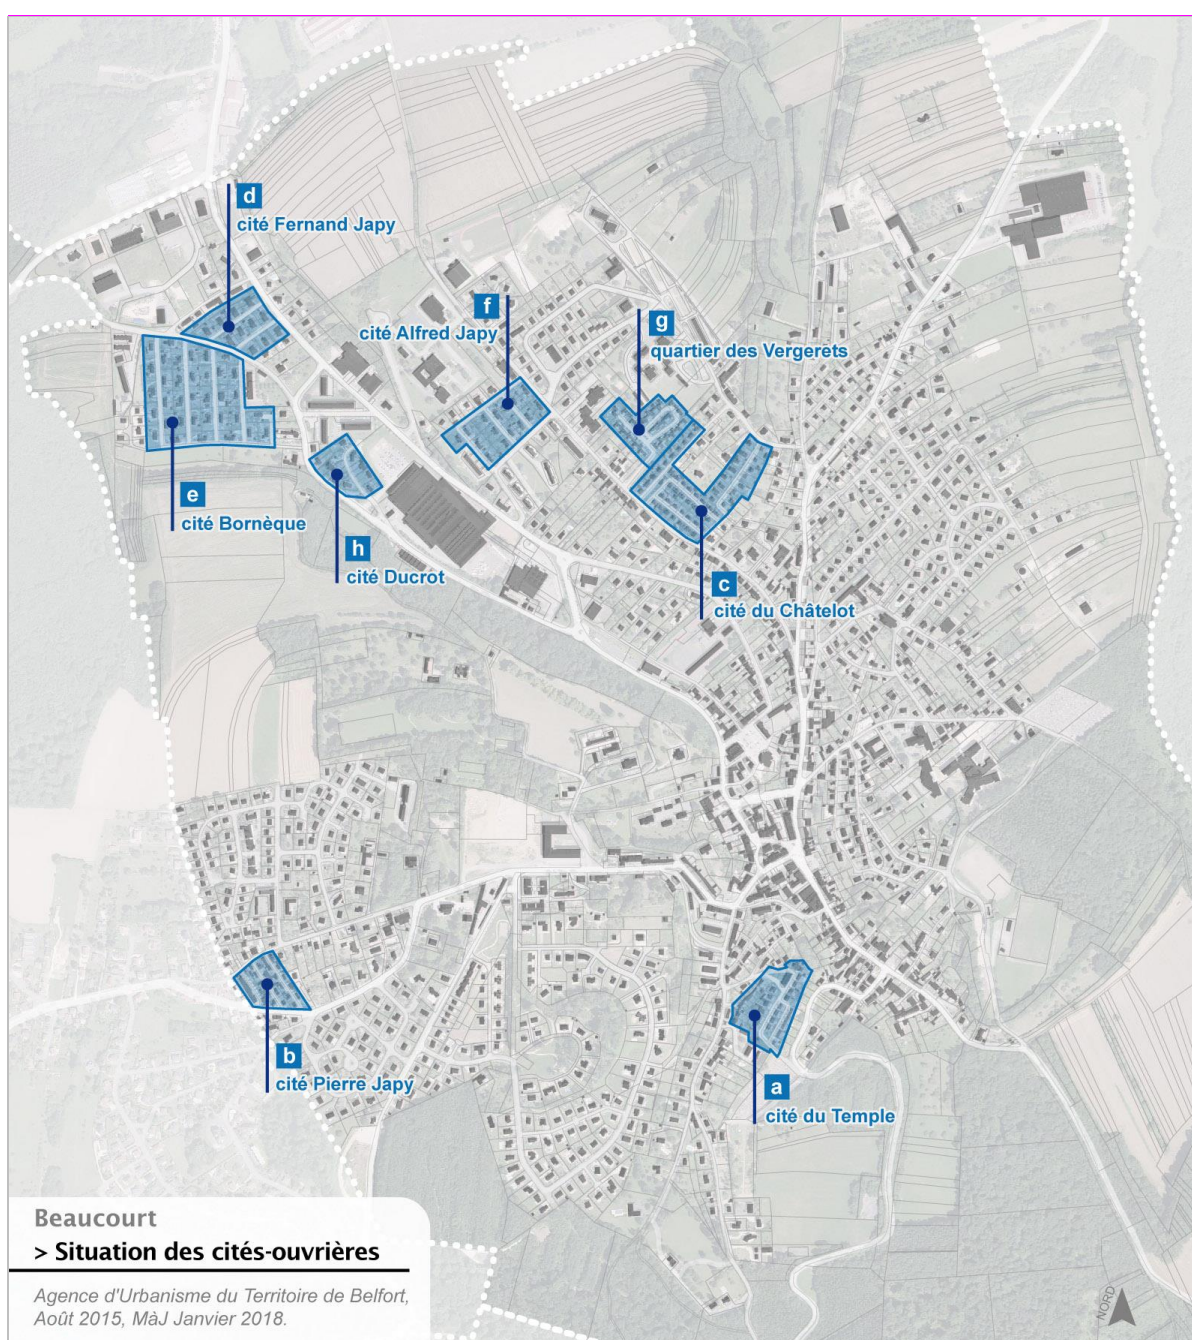 d
cité Fernand Japy
f
cité Alfred Japy
g
quartier des Vergerets
e
cité Bornèque
h
cité Ducrot
c
cité du Châtelot
b
cité Pierre Japy
a
cité du Temple
Beaucourt
> Situation des cités-ouvrières
Agence d'Urbanisme du Territoire de Belfort,
Août 2015, MàJ Janvier 2018.
NORD